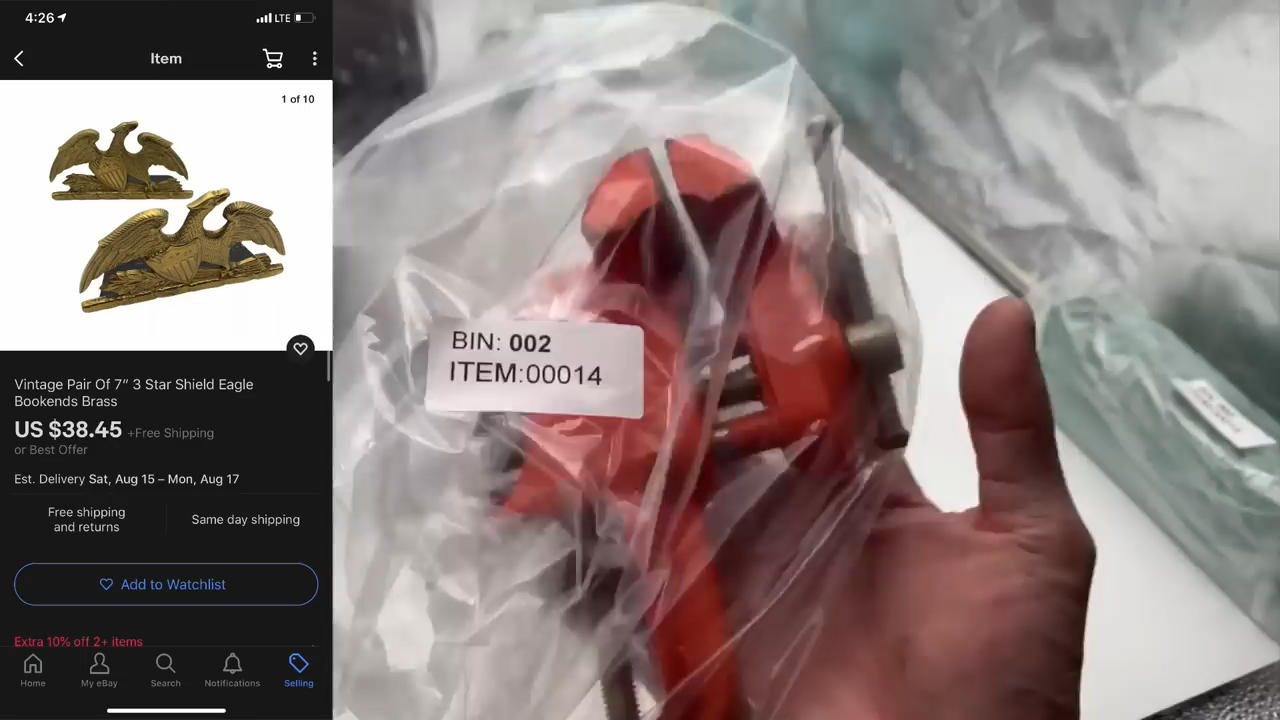 4:26
LTE
Item
1 of 10
Vintage Pair Of 7” 3 Star Shield Eagle
Bookends Brass
US $38.45 +Free Shipping
or Best Offer
Est. Delivery Sat, Aug 15 – Mon, Aug 17
Free shipping
and returns
Same day shipping
Add to Watchlist
Extra 10% off 2+ items
Home
My eBay
Search
Notifications
Selling
BIN: 002
ITEM:00014